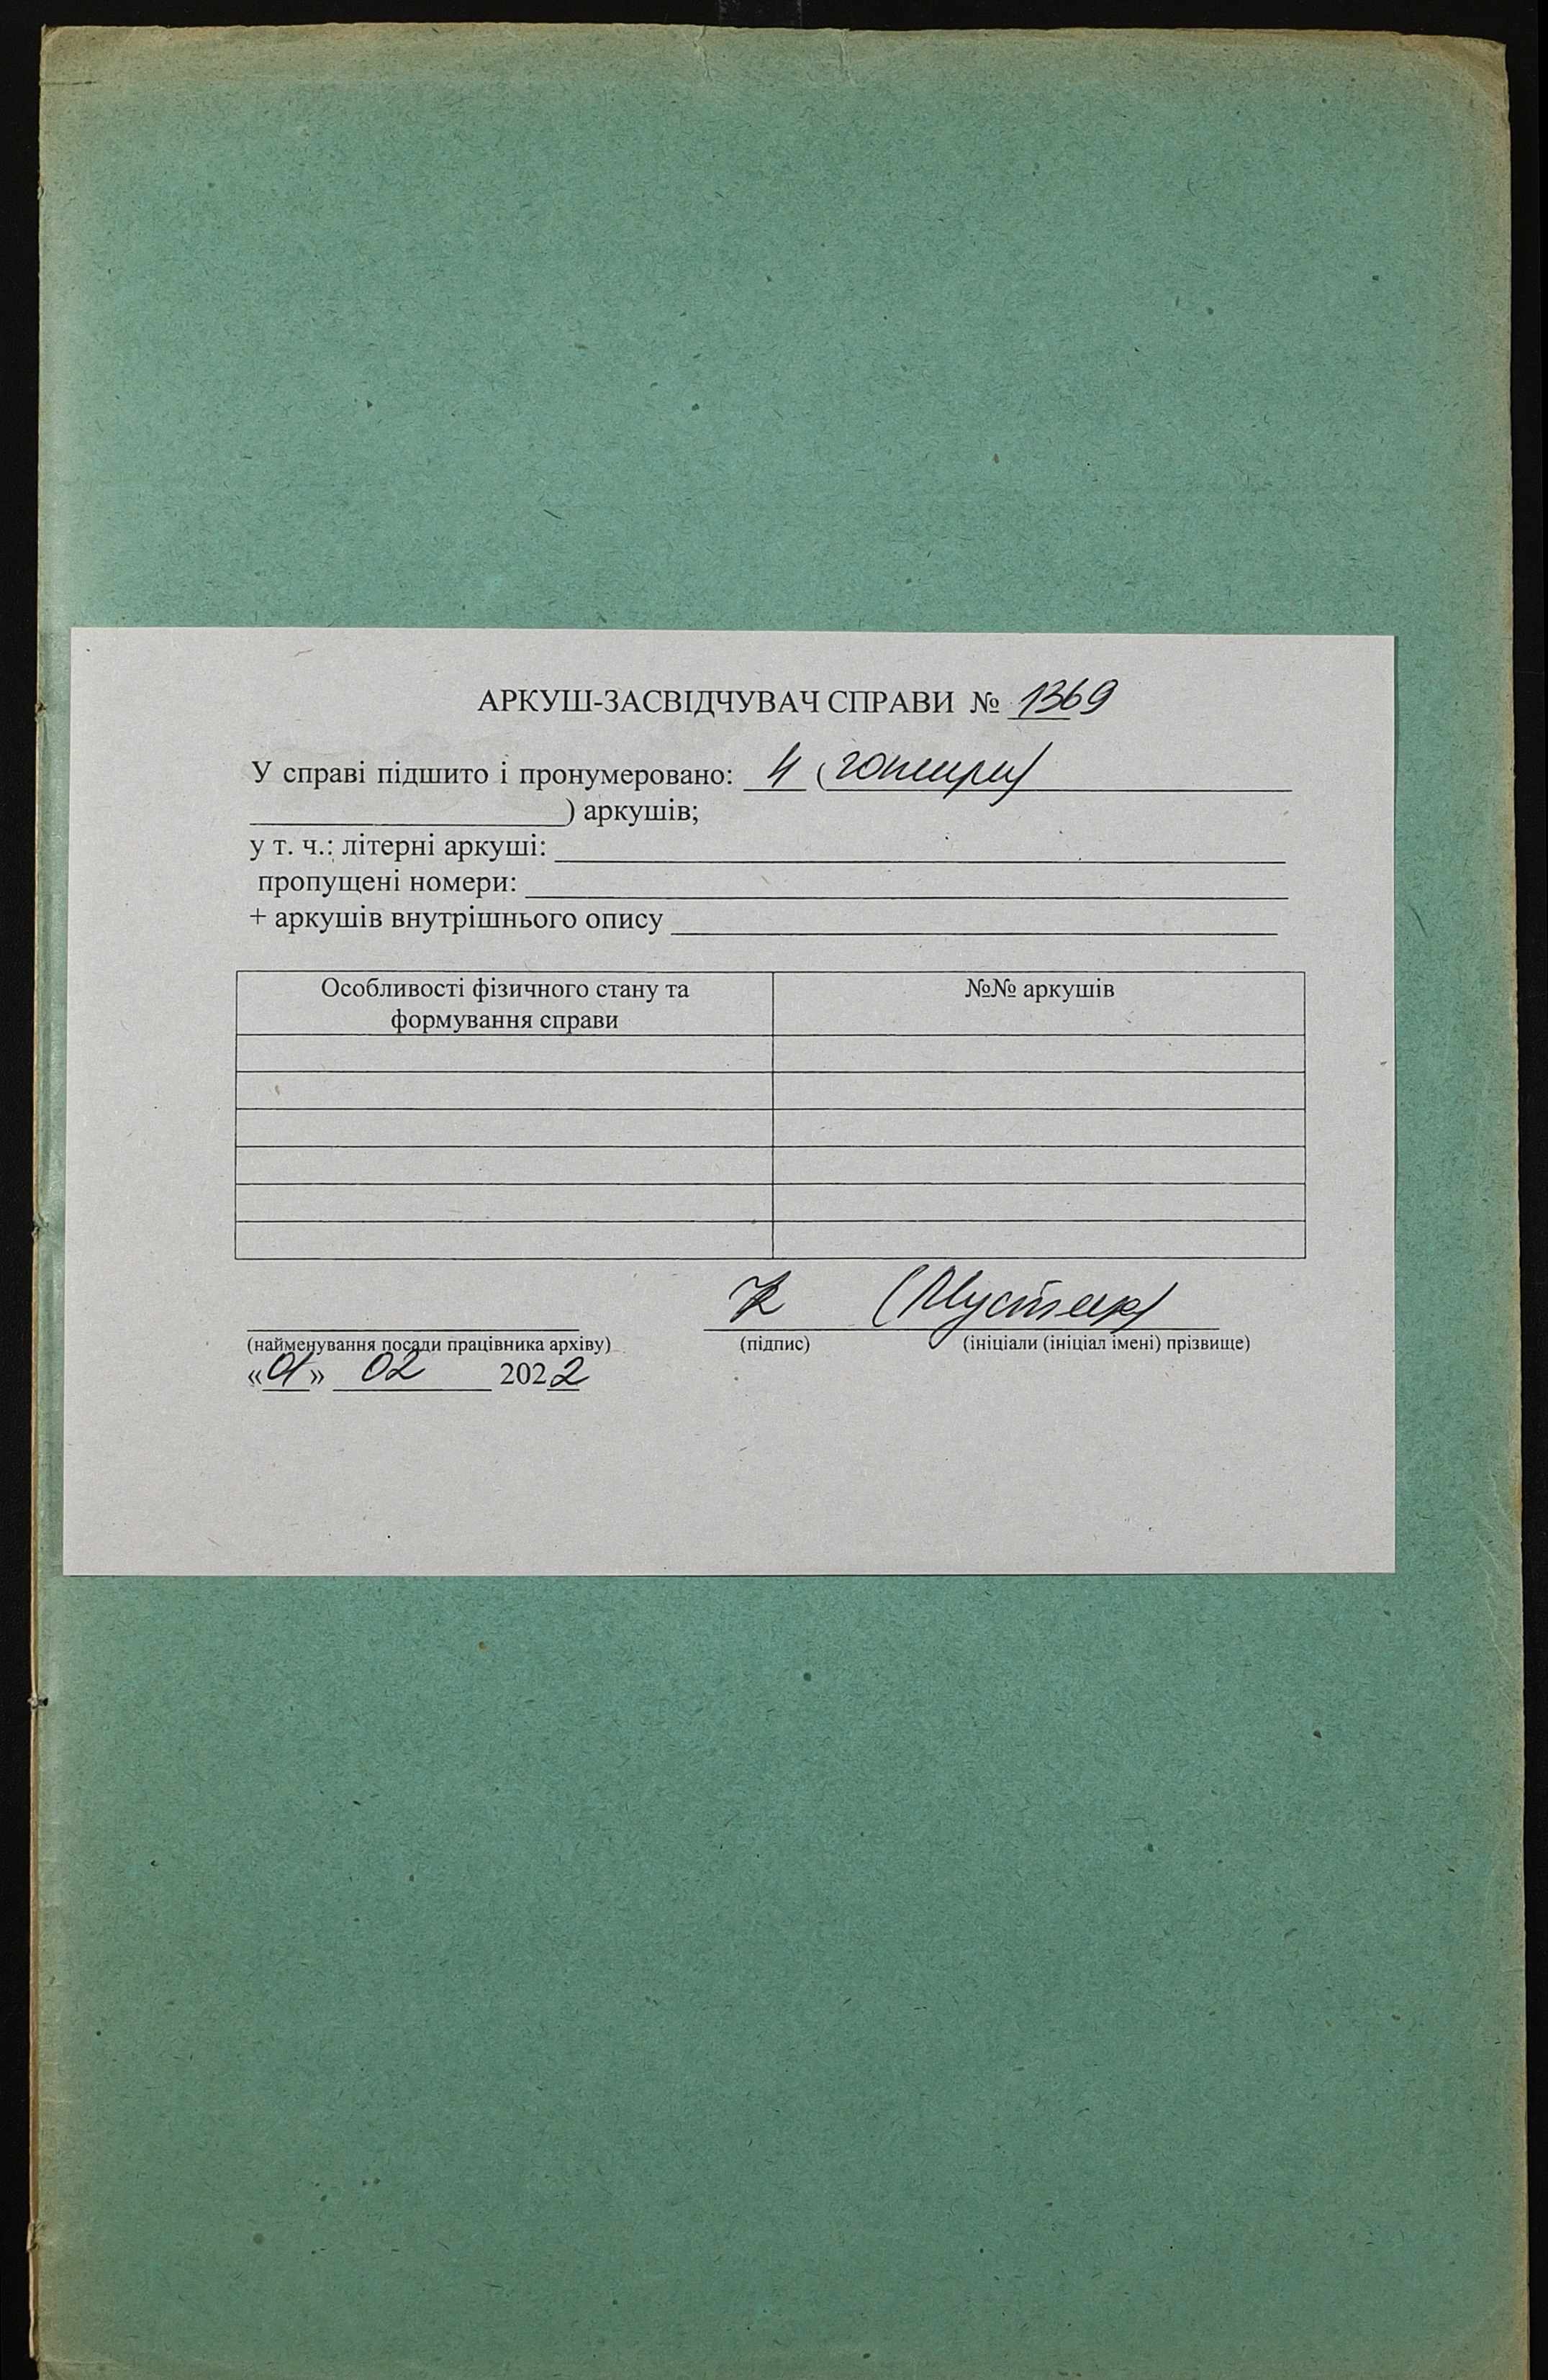 АРКУШ-ЗАСВІДЧУВАЧ СПРАВИ № 1369
У справі підшито і пронумеровано: 4 (чотири)
) аркушів;
у т. ч.: літерні аркуші:
пропущені номери:
+ аркушів внутрішнього опису
Особливості фізичного стану та
формування справи
№№ аркушів
(найменування посади працівника архіву)
(підпис)
(ініціали (ініціал імені) прізвище)
«01» 02 2022